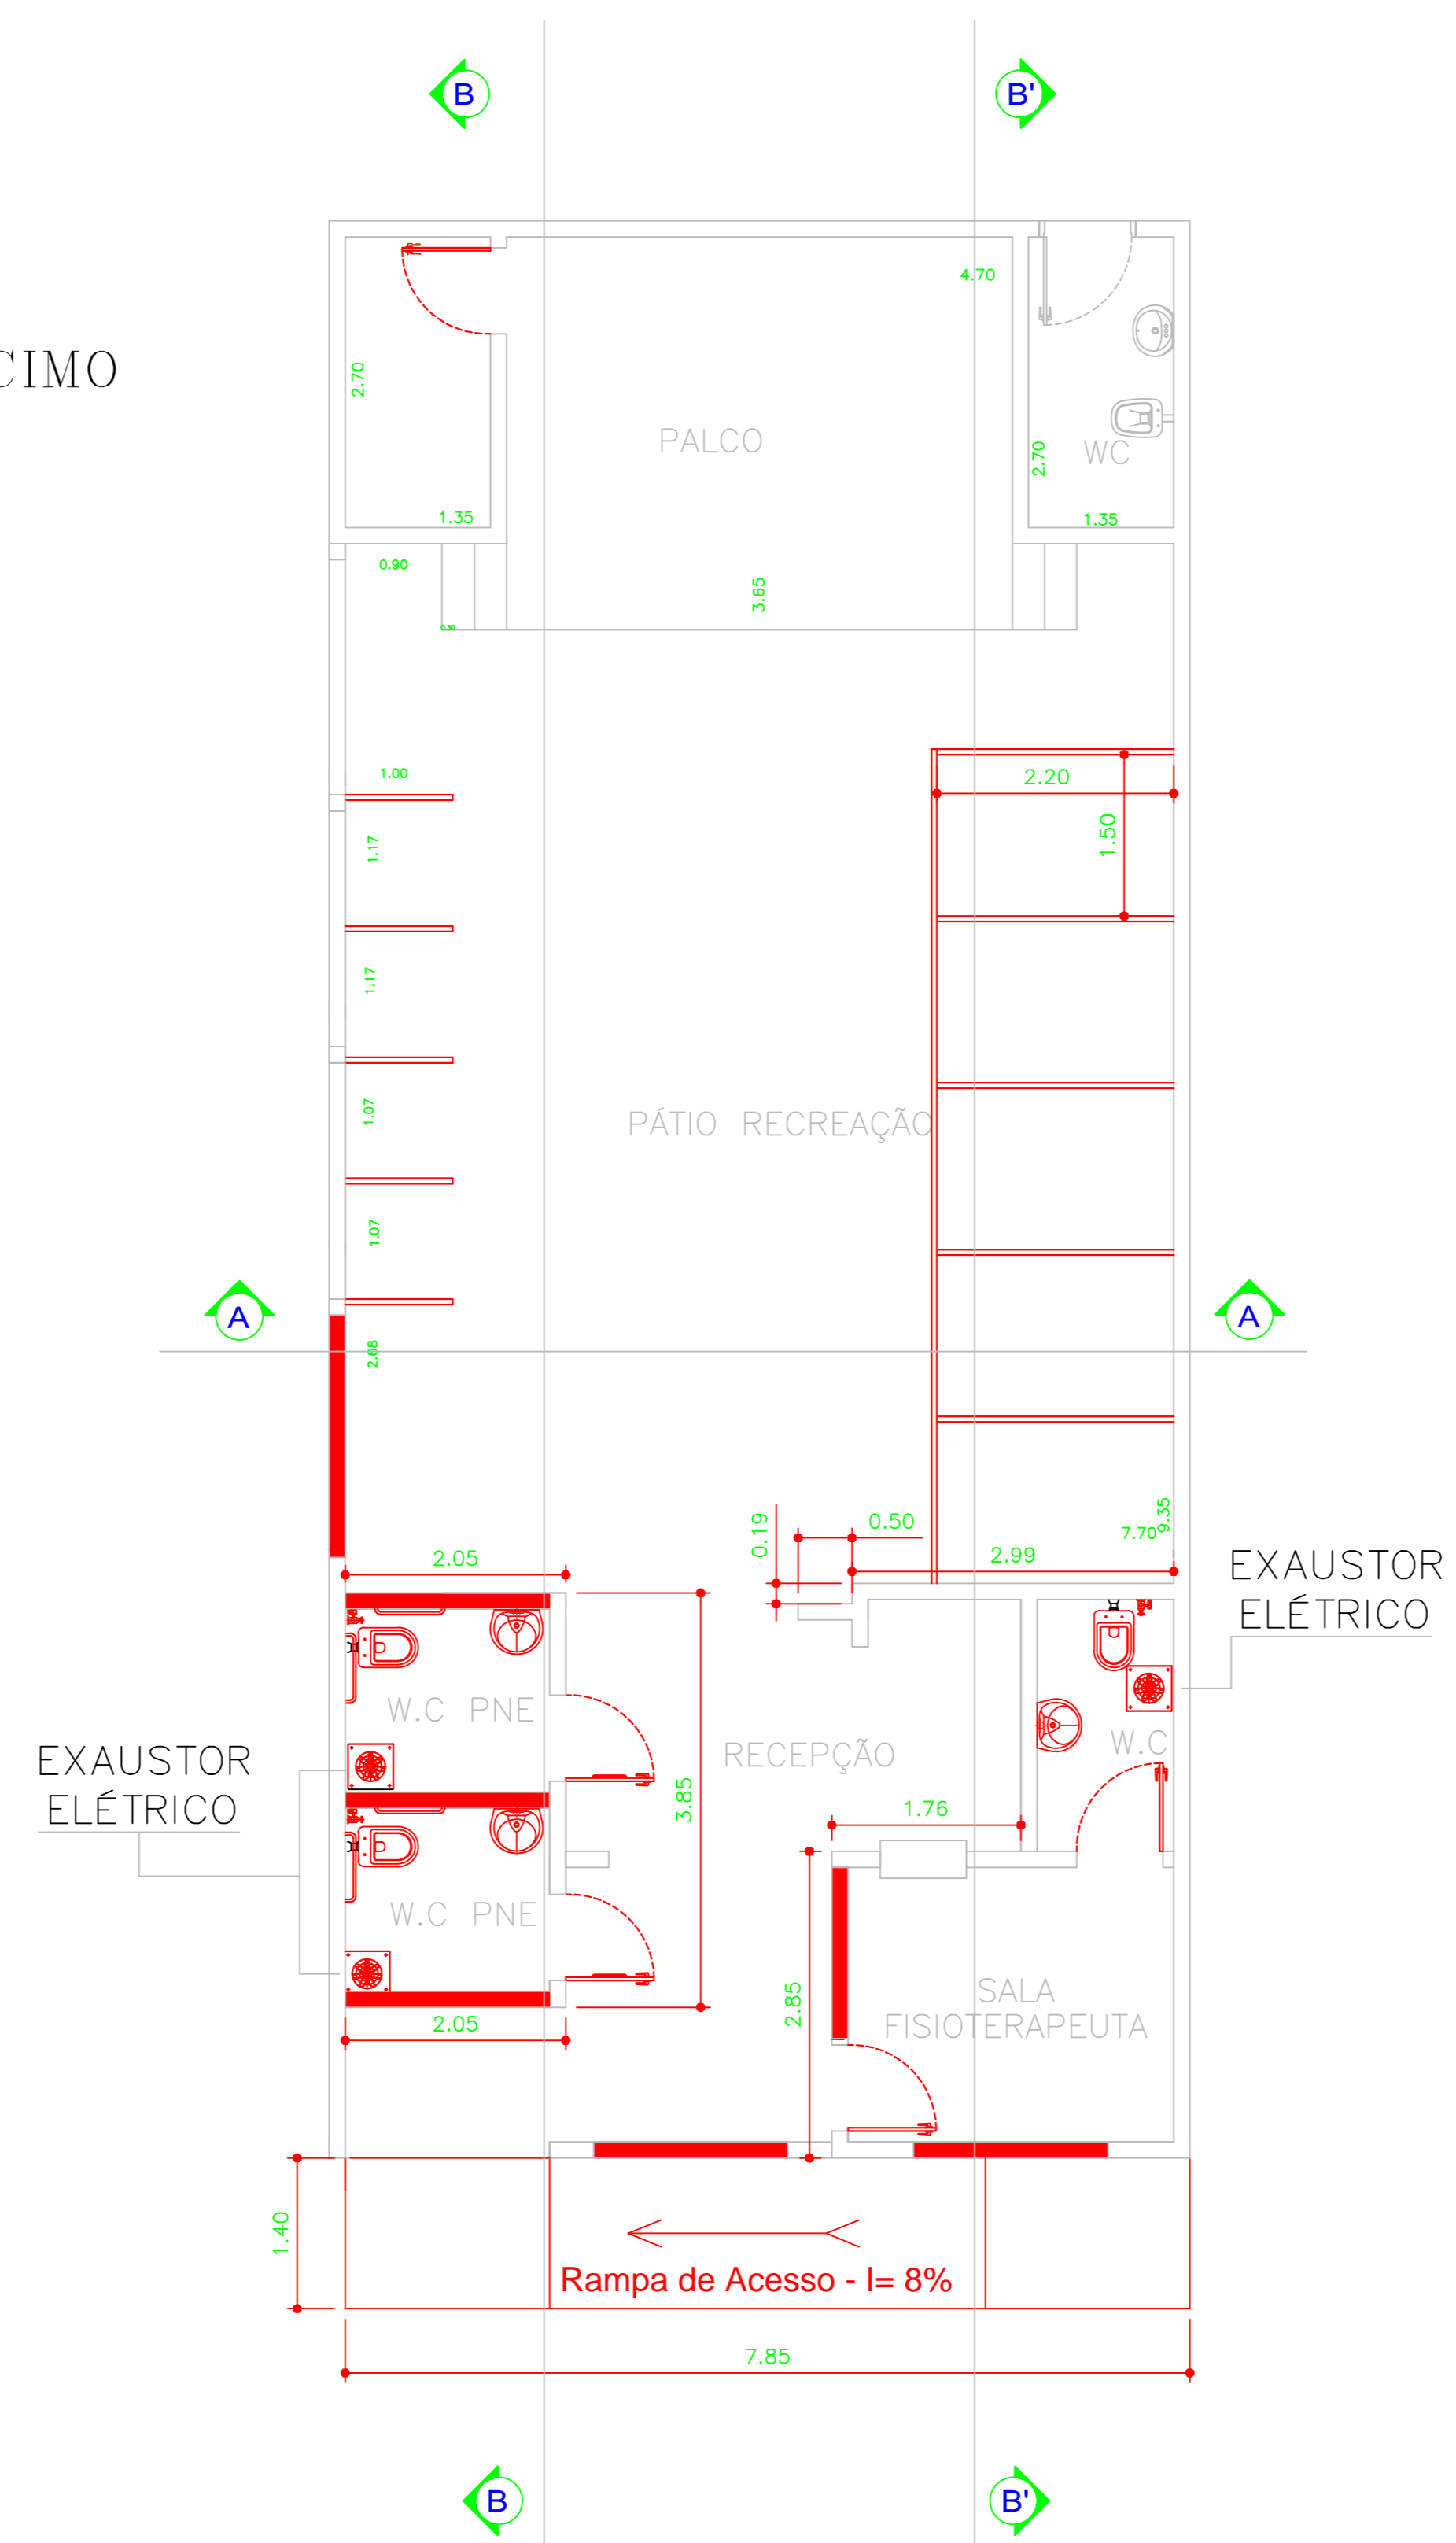 B
B'
4.70
CIMO
2.70
PALCO
WC
2.70
1.35
1.35
0.90
3.65
0.36
1.00
2.20
1.50
1.17
1.17
1.07
PÁTIO RECREAÇÃO
1.07
A
A
2.68
9.35
7.70
0.19
0.50
2.99
2.05
EXAUSTOR
ELÉTRICO
W.C PNE
RECEPÇÃO
W.C
EXAUSTOR
ELÉTRICO
3.85
1.76
W.C PNE
SALA
FISIOTERAPEUTA
2.85
2.05
1.40
Rampa de Acesso - I= 8%
7.85
B
B'